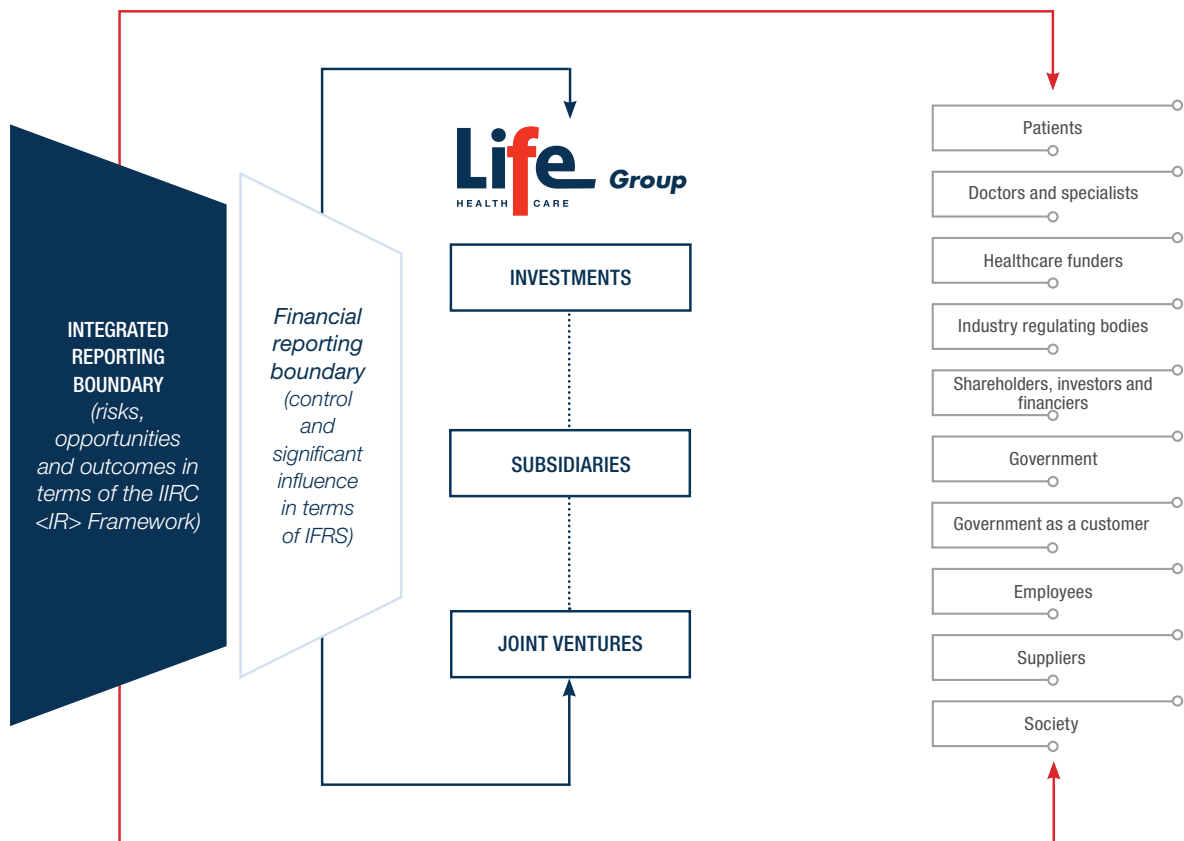 INTEGRATED
REPORTING
BOUNDARY
(risks,
opportunities
and outcomes in
terms of the IIRC
<IR> Framework)
Financial
reporting
boundary
(control
and
significant
influence
in terms
of IFRS)
Life Group
HEALTH CARE
INVESTMENTS
SUBSIDIARIES
JOINT VENTURES
Patients
Doctors and specialists
Healthcare funders
Industry regulating bodies
Shareholders, investors and
financiers
Government
Government as a customer
Employees
Suppliers
Society